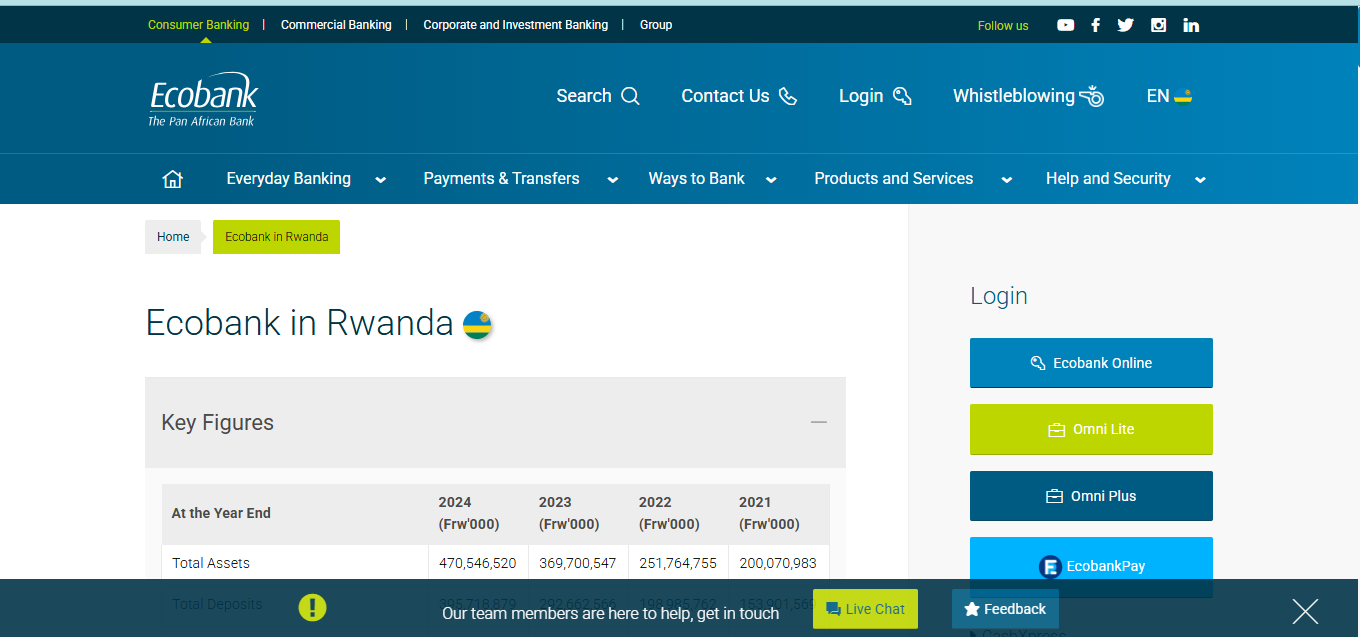 Consumer Banking | Commercial Banking | Corporate and Investment Banking | Group Follow us
Ecobank
The Pan African Bank
Search Contact Us Login Whistleblowing EN
Everyday Banking Payments & Transfers Ways to Bank Products and Services Help and Security
Home Ecobank in Rwanda
Ecobank in Rwanda
Key Figures
At the Year End 2024 (Frw'000) 2023 (Frw'000) 2022 (Frw'000) 2021 (Frw'000)
Total Assets 470,546,520 369,700,547 251,764,755 200,070,983
Total Deposits
Login
Ecobank Online
Omni Lite
Omni Plus
EcobankPay
CashXpress
Our team members are here to help, get in touch Live Chat Feedback